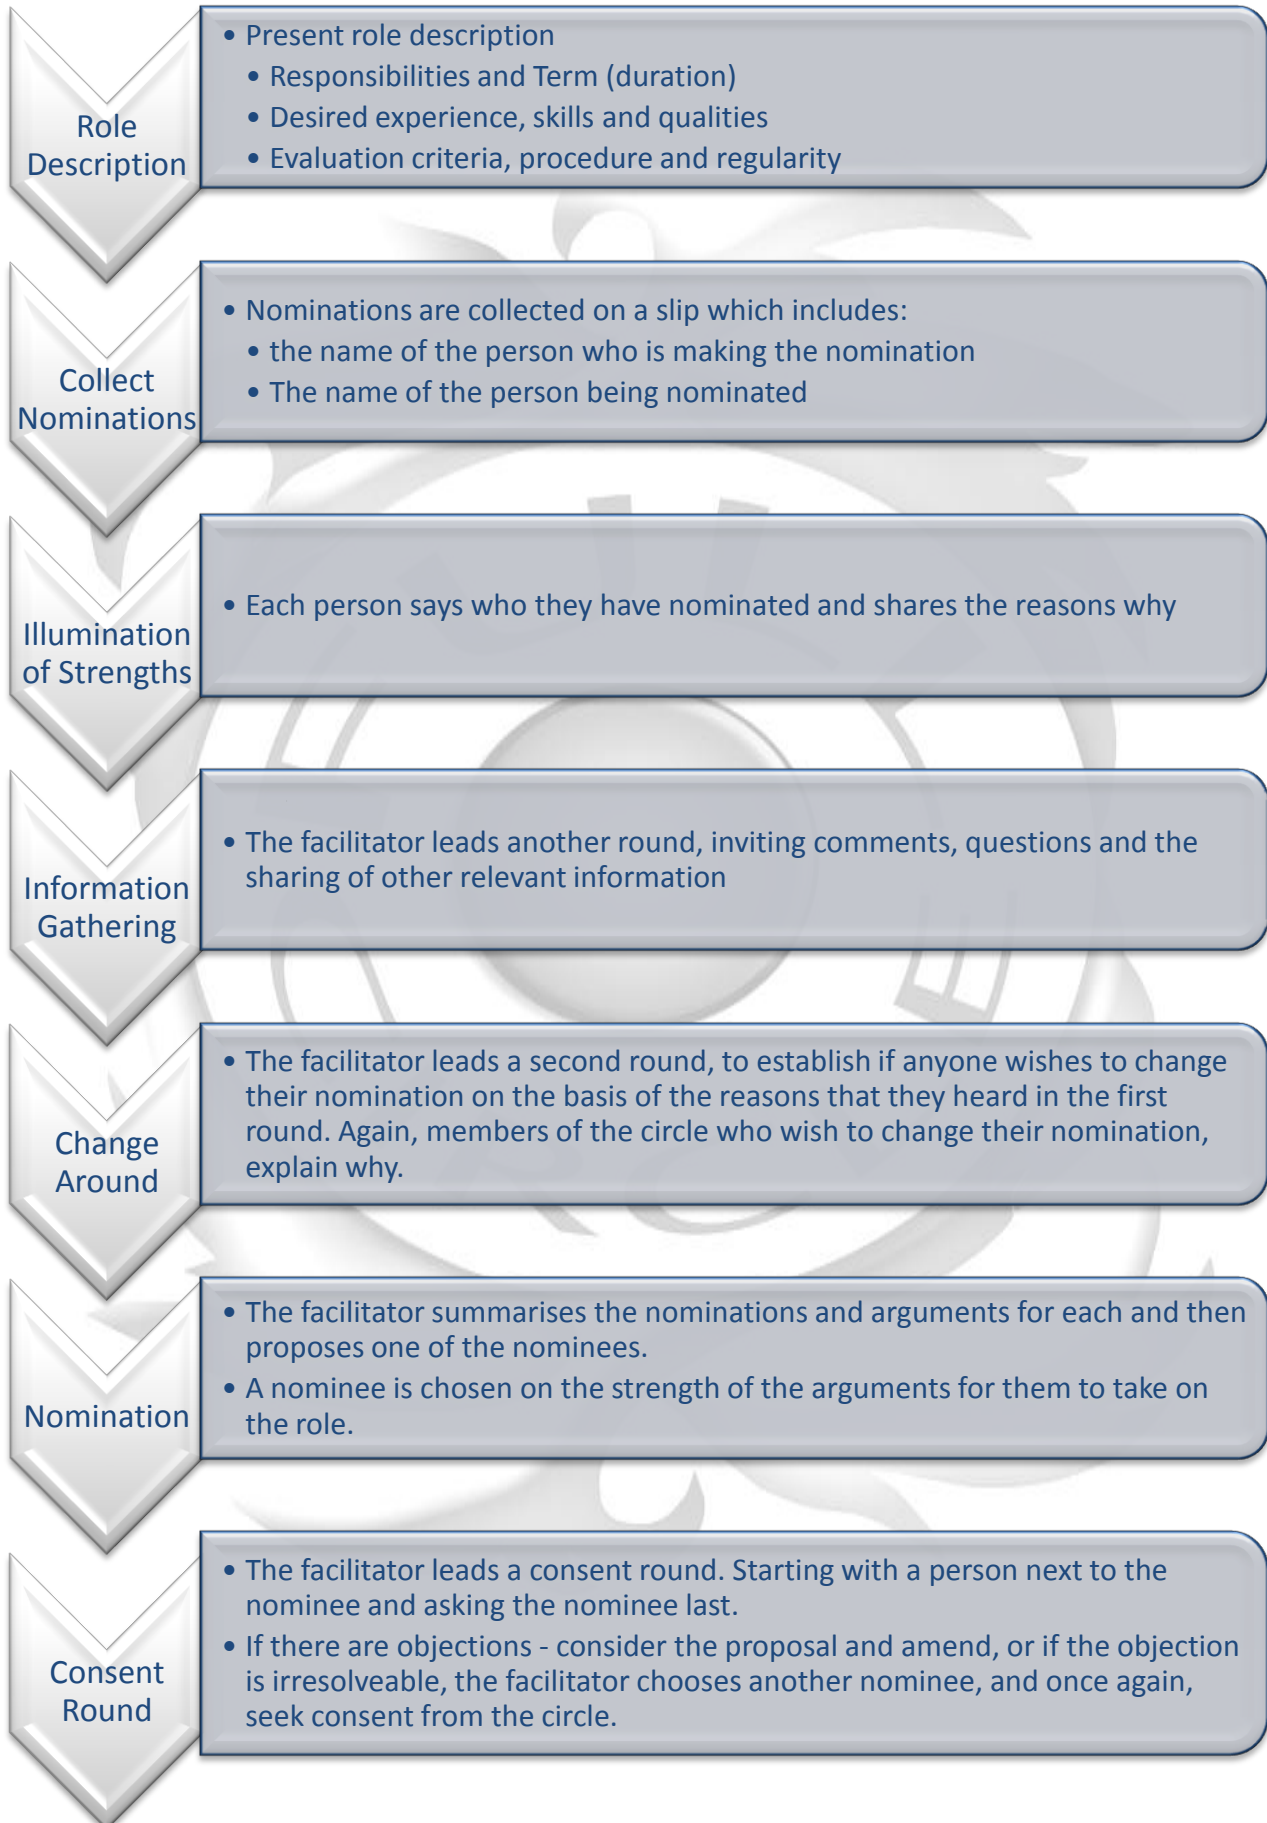 Role
Description
• Present role description
• Responsibilities and Term (duration)
• Desired experience, skills and qualities
• Evaluation criteria, procedure and regularity
Collect
Nominations
• Nominations are collected on a slip which includes:
• the name of the person who is making the nomination
• The name of the person being nominated
Illumination
of Strengths
• Each person says who they have nominated and shares the reasons why
Information
Gathering
• The facilitator leads another round, inviting comments, questions and the
sharing of other relevant information
Change
Around
• The facilitator leads a second round, to establish if anyone wishes to change
their nomination on the basis of the reasons that they heard in the first
round. Again, members of the circle who wish to change their nomination,
explain why.
Nomination
• The facilitator summarises the nominations and arguments for each and then
proposes one of the nominees.
• A nominee is chosen on the strength of the arguments for them to take on
the role.
Consent
Round
• The facilitator leads a consent round. Starting with a person next to the
nominee and asking the nominee last.
• If there are objections - consider the proposal and amend, or if the objection
is irresolveable, the facilitator chooses another nominee, and once again,
seek consent from the circle.